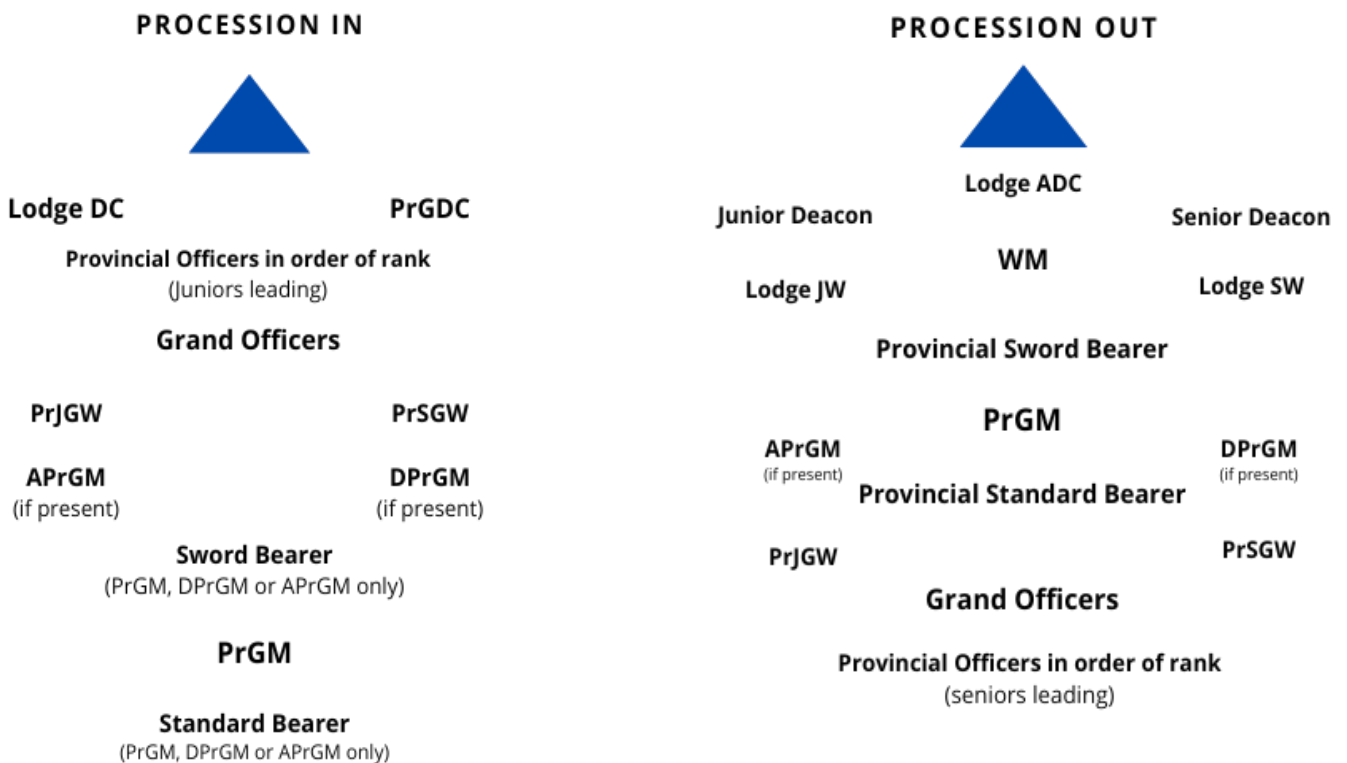 PROCESSION IN
Lodge DC PrGDC
Provincial Officers in order of rank
(Juniors leading)
Grand Officers
PrJGW PrSGW
APrGM DPrGM
(if present) (if present)
Sword Bearer
(PrGM, DPrGM or APrGM only)
PrGM
Standard Bearer
(PrGM, DPrGM or APrGM only)
PROCESSION OUT
Lodge ADC
Junior Deacon Senior Deacon
WM
Lodge JW Lodge SW
Provincial Sword Bearer
PrGM
APrGM DPrGM
(if present) (if present)
Provincial Standard Bearer
PrJGW PrSGW
Grand Officers
Provincial Officers in order of rank
(seniors leading)